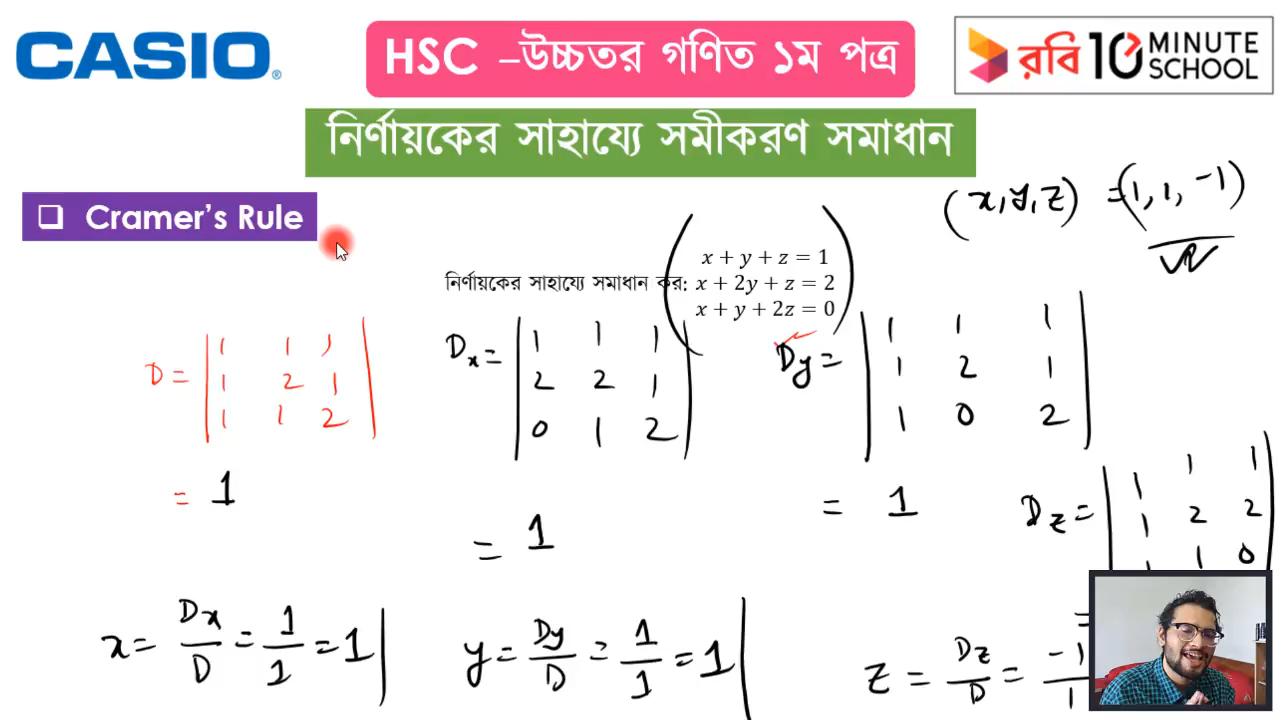 CASIO
HSC –উচ্চতর গণিত ১ম পত্র
রবি 10 MINUTE SCHOOL
নির্ণায়কের সাহায্যে সমীকরণ সমাধান
Cramer's Rule
(x, y, z) = (1, 1, -1)
নির্ণায়কের সাহায্যে সমাধান কর:
x + y + z = 1
x + 2y + z = 2
x + y + 2z = 0
D = | 1 1 1
1 2 1
1 1 2 |
= 1
Dx = | 1 1 1
2 2 1
0 1 2 |
= 1
Dy = | 1 1 1
1 2 1
1 0 2 |
= 1
Dz = | 1 1 1
1 2 2
1 1 0
x = Dx/D = 1/1 = 1
y = Dy/D = 1/1 = 1
z = Dz/D = -1/1